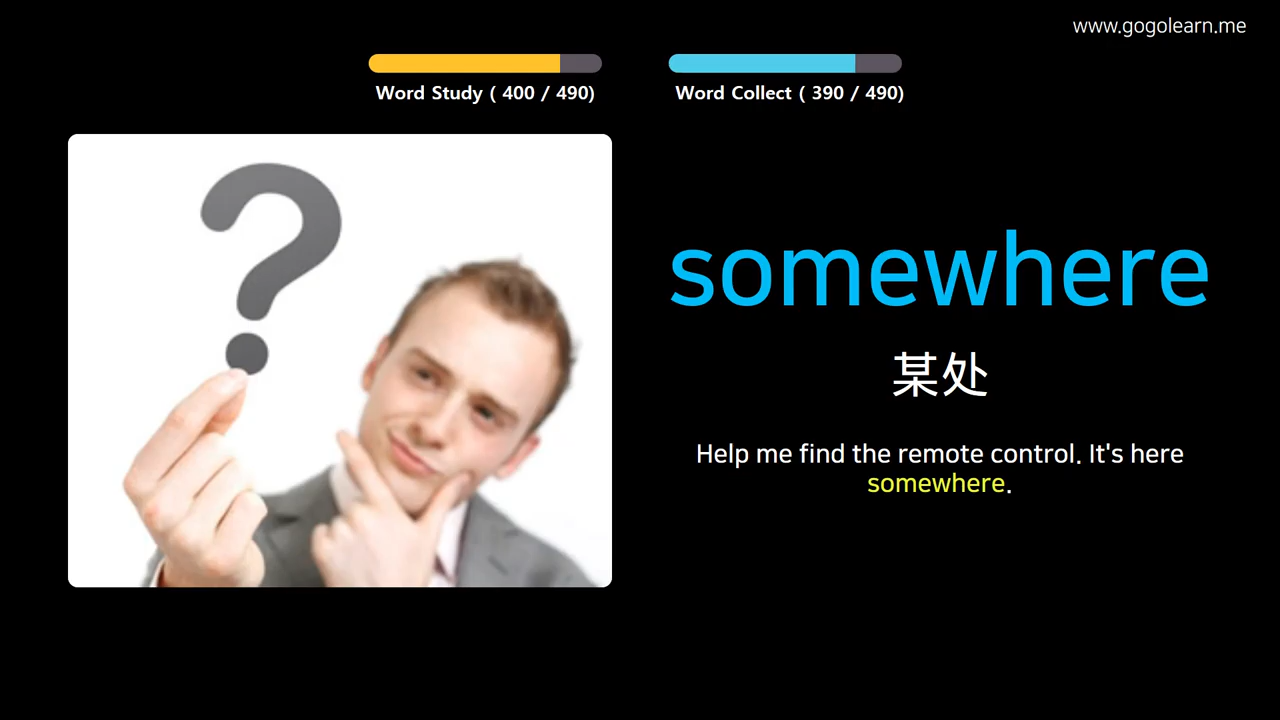 www.gogolearn.me
Word Study ( 400 / 490)
Word Collect ( 390 / 490)
?
somewhere
某处
Help me find the remote control. It's here
somewhere.